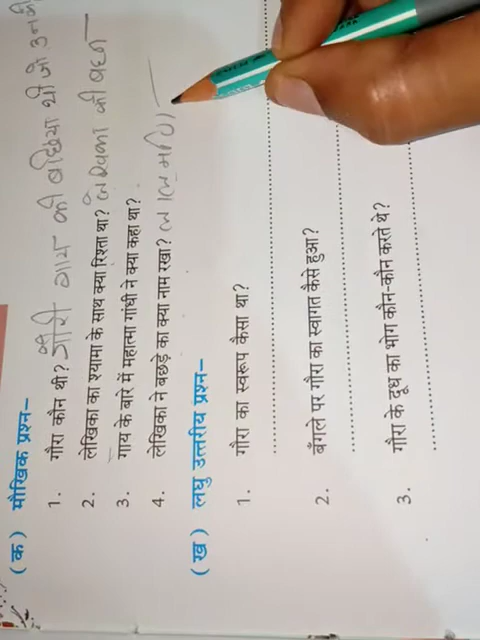 (क) मौखिक प्रश्न–
1. गौरा कौन थी? गौरी गाय की बछिया थी जो उनकी
2. लेखिका का श्यामा के साथ क्या रिश्ता था? लेखिका की बहन
3. गाय के बारे में महात्मा गांधी ने क्या कहा था?
4. लेखिका ने बछड़े का क्या नाम रखा? लालमणि।
(ख) लघु उत्तरीय प्रश्न–
1. गौरा का स्वरूप कैसा था?
2. बँगले पर गौरा का स्वागत कैसे हुआ?
3. गौरा के दूध का भोग कौन-कौन करते थे?